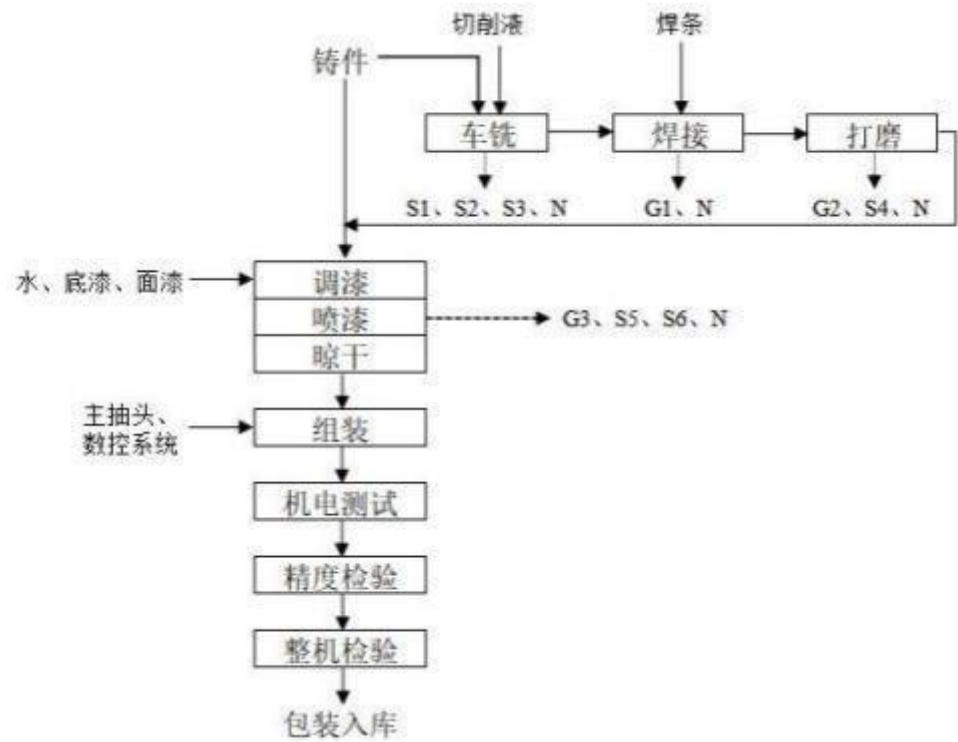 切削液
焊条
铸件
车铣
焊接
打磨
S1、S2、S3、N
G1、N
G2、S4、N
水、底漆、面漆
调漆
喷漆
G3、S5、S6、N
晾干
主抽头、
数控系统
组装
机电测试
精度检验
整机检验
包装入库